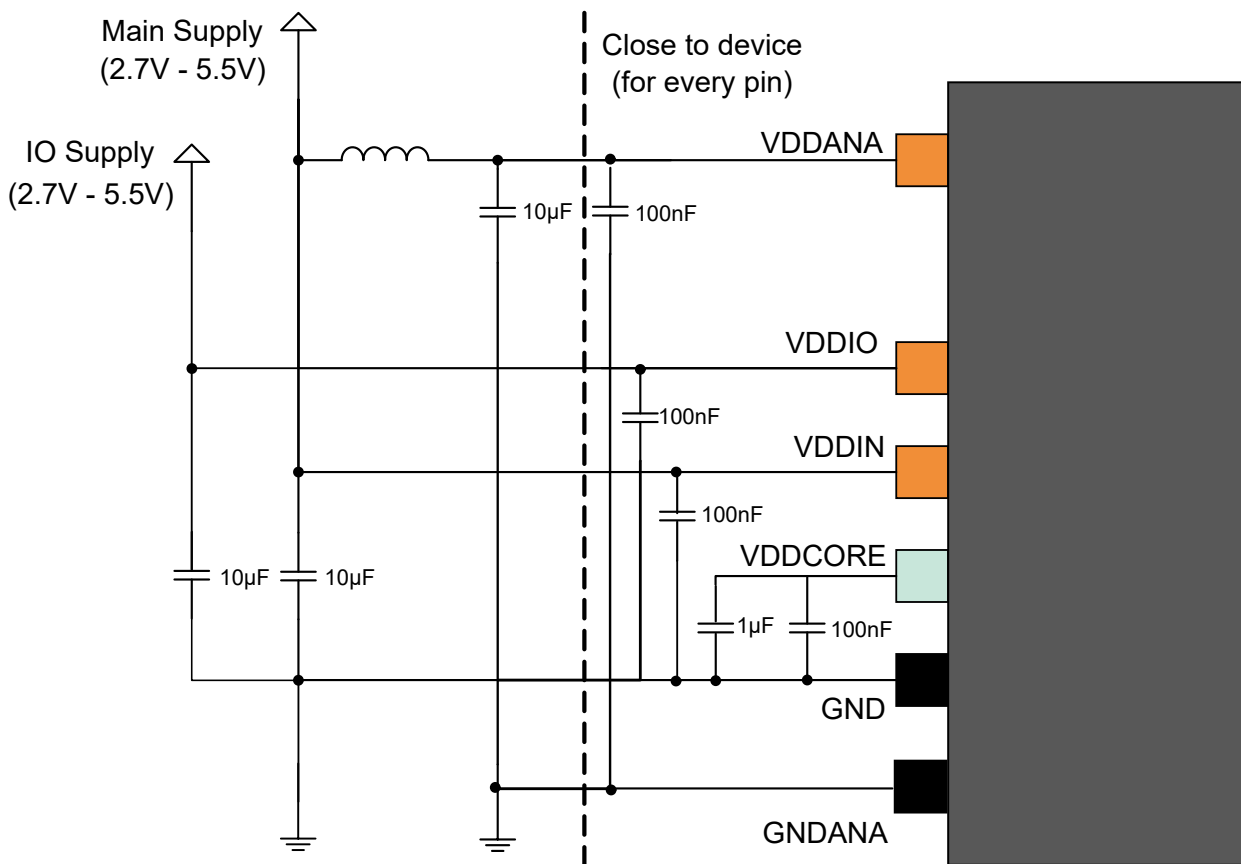 Main Supply
(2.7V - 5.5V)
Close to device
(for every pin)
VDDANA
IO Supply
(2.7V - 5.5V)
10µF
100nF
VDDIO
100nF
VDDIN
100nF
VDDCORE
10µF
10µF
1µF
100nF
GND
GNDANA